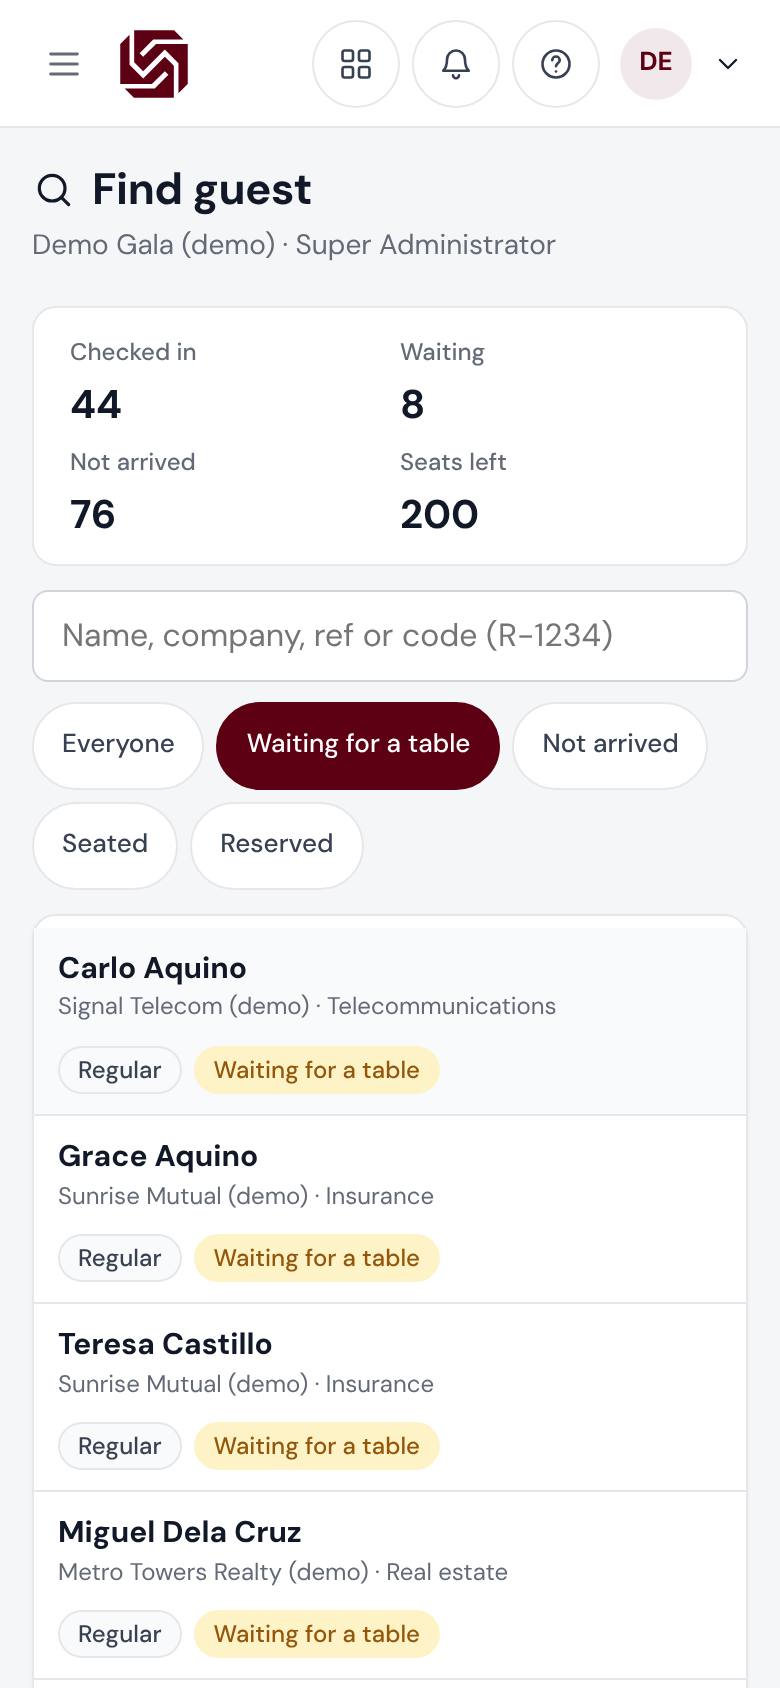 DE
Find guest
Demo Gala (demo) · Super Administrator
Checked in
Waiting
44
8
Not arrived
Seats left
76
200
Name, company, ref or code (R-1234)
Everyone
Waiting for a table
Not arrived
Seated
Reserved
Carlo Aquino
Signal Telecom (demo) · Telecommunications
Regular
Waiting for a table
Grace Aquino
Sunrise Mutual (demo) · Insurance
Regular
Waiting for a table
Teresa Castillo
Sunrise Mutual (demo) · Insurance
Regular
Waiting for a table
Miguel Dela Cruz
Metro Towers Realty (demo) · Real estate
Regular
Waiting for a table